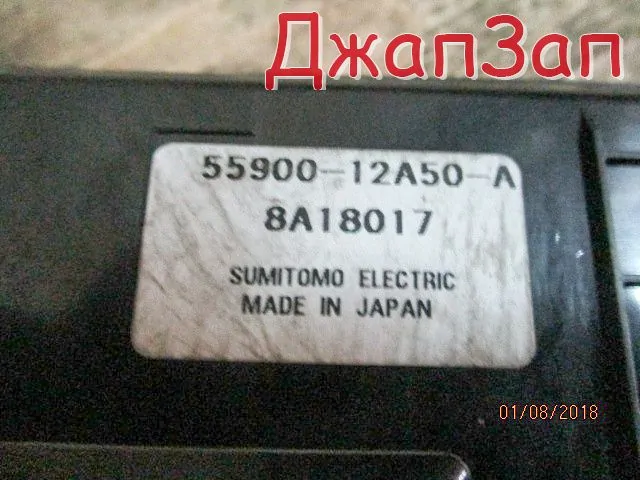 ДжапЗап
55900-12A50-A
8A18017
SUMITOMO ELECTRIC
MADE IN JAPAN
01/08/2018